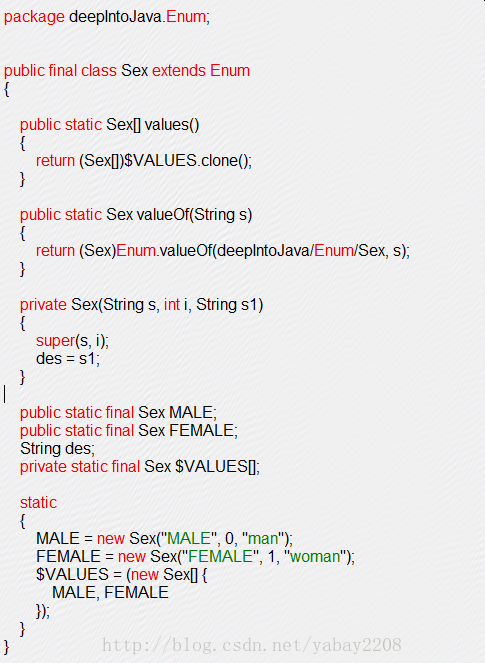 package deepIntoJava.Enum;
public final class Sex extends Enum
{
    public static Sex[] values()
    {
        return (Sex[])$VALUES.clone();
    }
    public static Sex valueOf(String s)
    {
        return (Sex)Enum.valueOf(deepIntoJava/Enum/Sex, s);
    }
    private Sex(String s, int i, String s1)
    {
        super(s, i);
        des = s1;
    }
    public static final Sex MALE;
    public static final Sex FEMALE;
    String des;
    private static final Sex $VALUES[];
    static
    {
        MALE = new Sex("MALE", 0, "man");
        FEMALE = new Sex("FEMALE", 1, "woman");
        $VALUES = (new Sex[] {
            MALE, FEMALE
        });
    }
}
http://blog.csdn.net/yabay2208